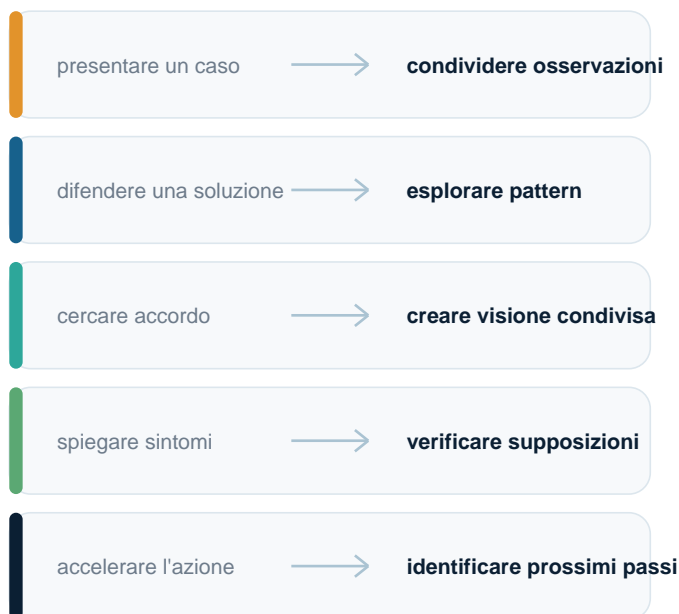 presentare un caso condividere osservazioni
difendere una soluzione esplorare pattern
cercare accordo creare visione condivisa
spiegare sintomi verificare supposizioni
accelerare l'azione identificare prossimi passi